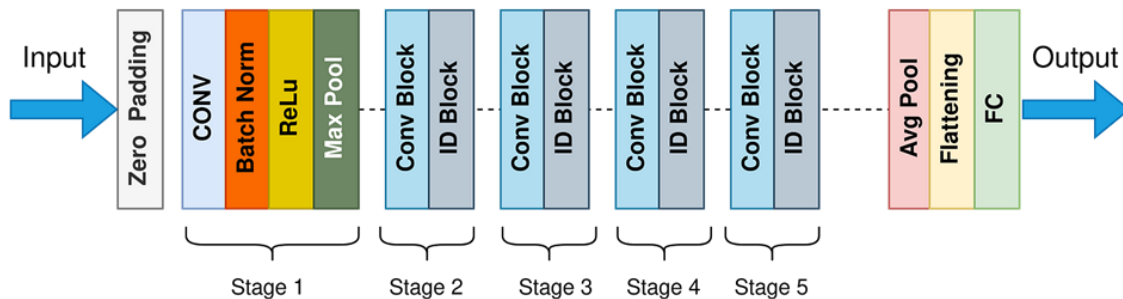 Input
Zero Padding
CONV
Batch Norm
ReLu
Max Pool
Conv Block
ID Block
Conv Block
ID Block
Conv Block
ID Block
Conv Block
ID Block
Avg Pool
Flattening
FC
Output
Stage 1
Stage 2
Stage 3
Stage 4
Stage 5